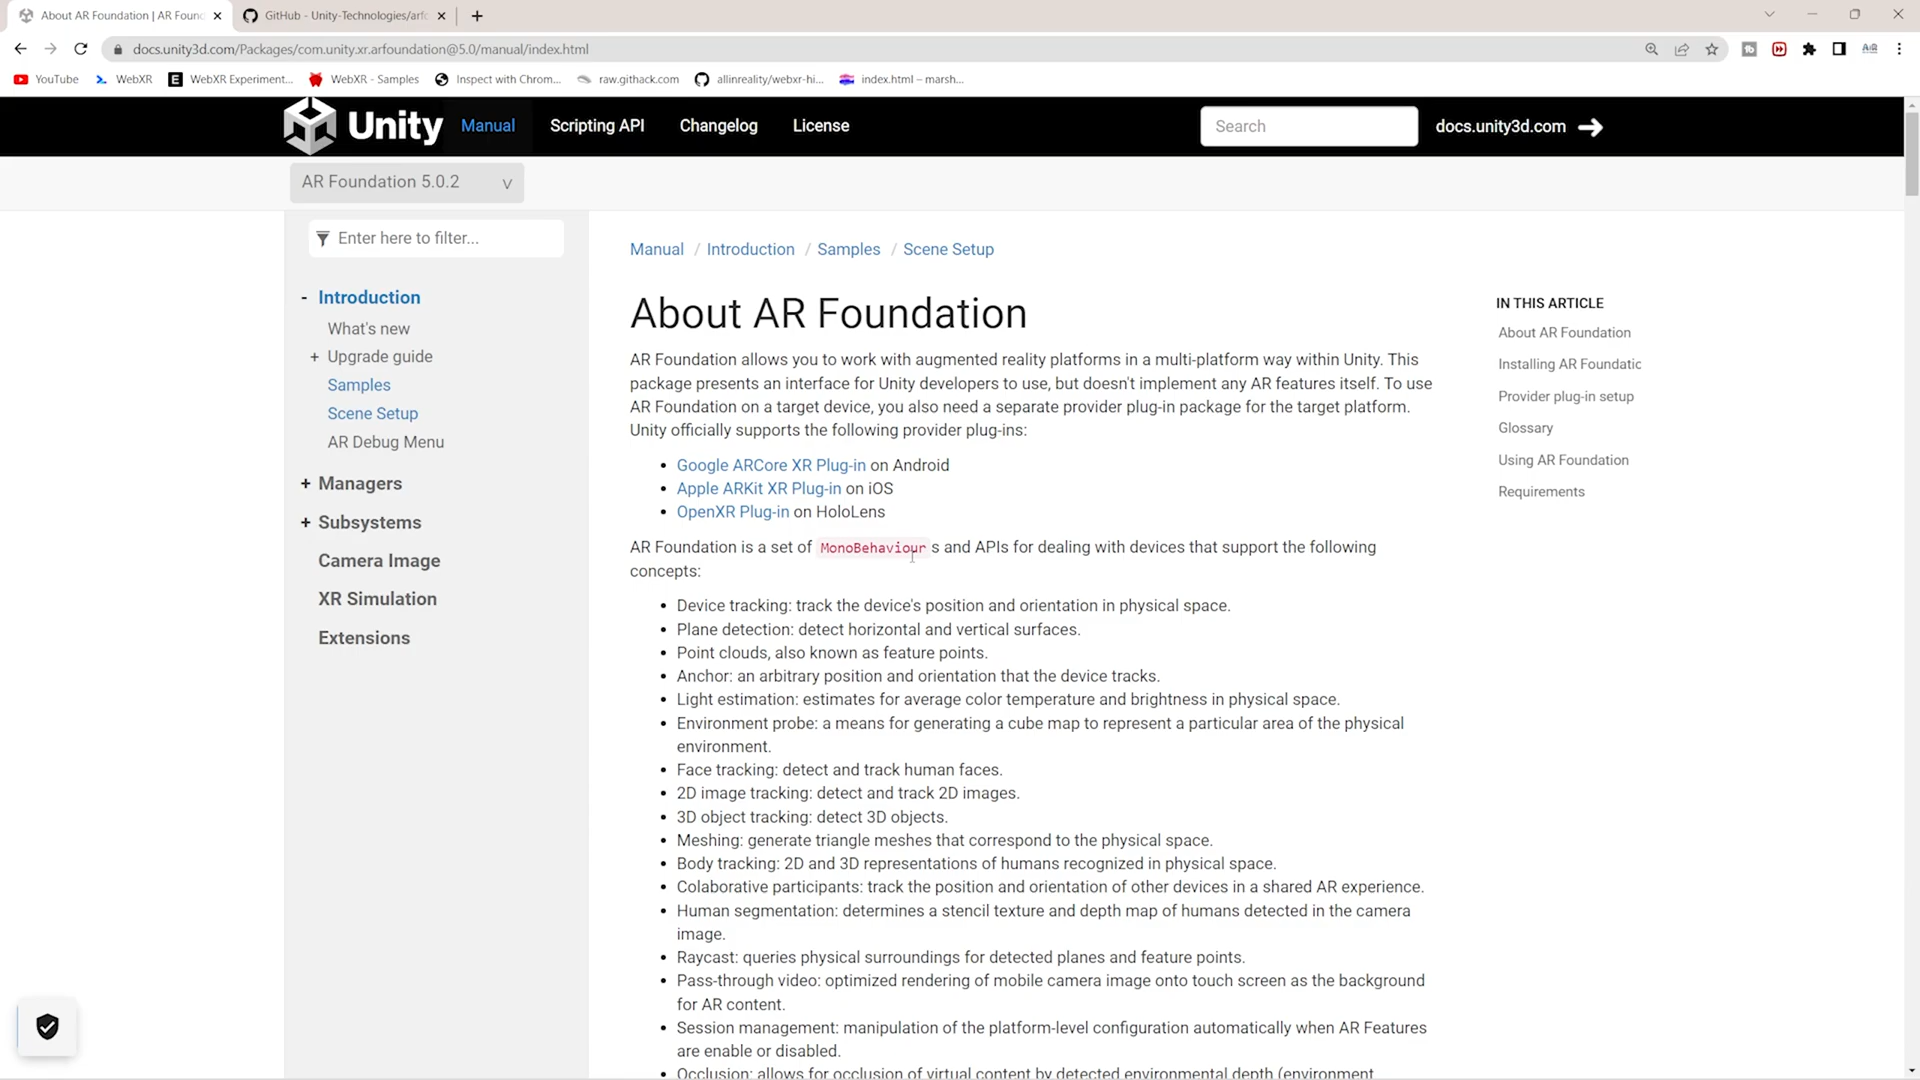 About AR Foundation | AR Foun
GitHub - Unity-Technologies/arfo
docs.unity3d.com/Packages/com.unity.xr.arfoundation@5.0/manual/index.html
YouTube
WebXR
WebXR Experiment...
WebXR - Samples
Inspect with Chrom...
raw.githack.com
allinreality/webxr-hi...
index.html – marsh...
Unity
Manual
Scripting API
Changelog
License
Search
docs.unity3d.com
AR Foundation 5.0.2
Enter here to filter...
- Introduction
What's new
+ Upgrade guide
Samples
Scene Setup
AR Debug Menu
+ Managers
+ Subsystems
Camera Image
XR Simulation
Extensions
Manual / Introduction / Samples / Scene Setup
About AR Foundation
AR Foundation allows you to work with augmented reality platforms in a multi-platform way within Unity. This
package presents an interface for Unity developers to use, but doesn't implement any AR features itself. To use
AR Foundation on a target device, you also need a separate provider plug-in package for the target platform.
Unity officially supports the following provider plug-ins:
• Google ARCore XR Plug-in on Android
• Apple ARKit XR Plug-in on iOS
• OpenXR Plug-in on HoloLens
AR Foundation is a set of MonoBehaviour s and APIs for dealing with devices that support the following
concepts:
• Device tracking: track the device's position and orientation in physical space.
• Plane detection: detect horizontal and vertical surfaces.
• Point clouds, also known as feature points.
• Anchor: an arbitrary position and orientation that the device tracks.
• Light estimation: estimates for average color temperature and brightness in physical space.
• Environment probe: a means for generating a cube map to represent a particular area of the physical
environment.
• Face tracking: detect and track human faces.
• 2D image tracking: detect and track 2D images.
• 3D object tracking: detect 3D objects.
• Meshing: generate triangle meshes that correspond to the physical space.
• Body tracking: 2D and 3D representations of humans recognized in physical space.
• Colaborative participants: track the position and orientation of other devices in a shared AR experience.
• Human segmentation: determines a stencil texture and depth map of humans detected in the camera
image.
• Raycast: queries physical surroundings for detected planes and feature points.
• Pass-through video: optimized rendering of mobile camera image onto touch screen as the background
for AR content.
• Session management: manipulation of the platform-level configuration automatically when AR Features
are enable or disabled.
• Occlusion: allows for occlusion of virtual content by detected environmental depth (environment
IN THIS ARTICLE
About AR Foundation
Installing AR Foundatic
Provider plug-in setup
Glossary
Using AR Foundation
Requirements